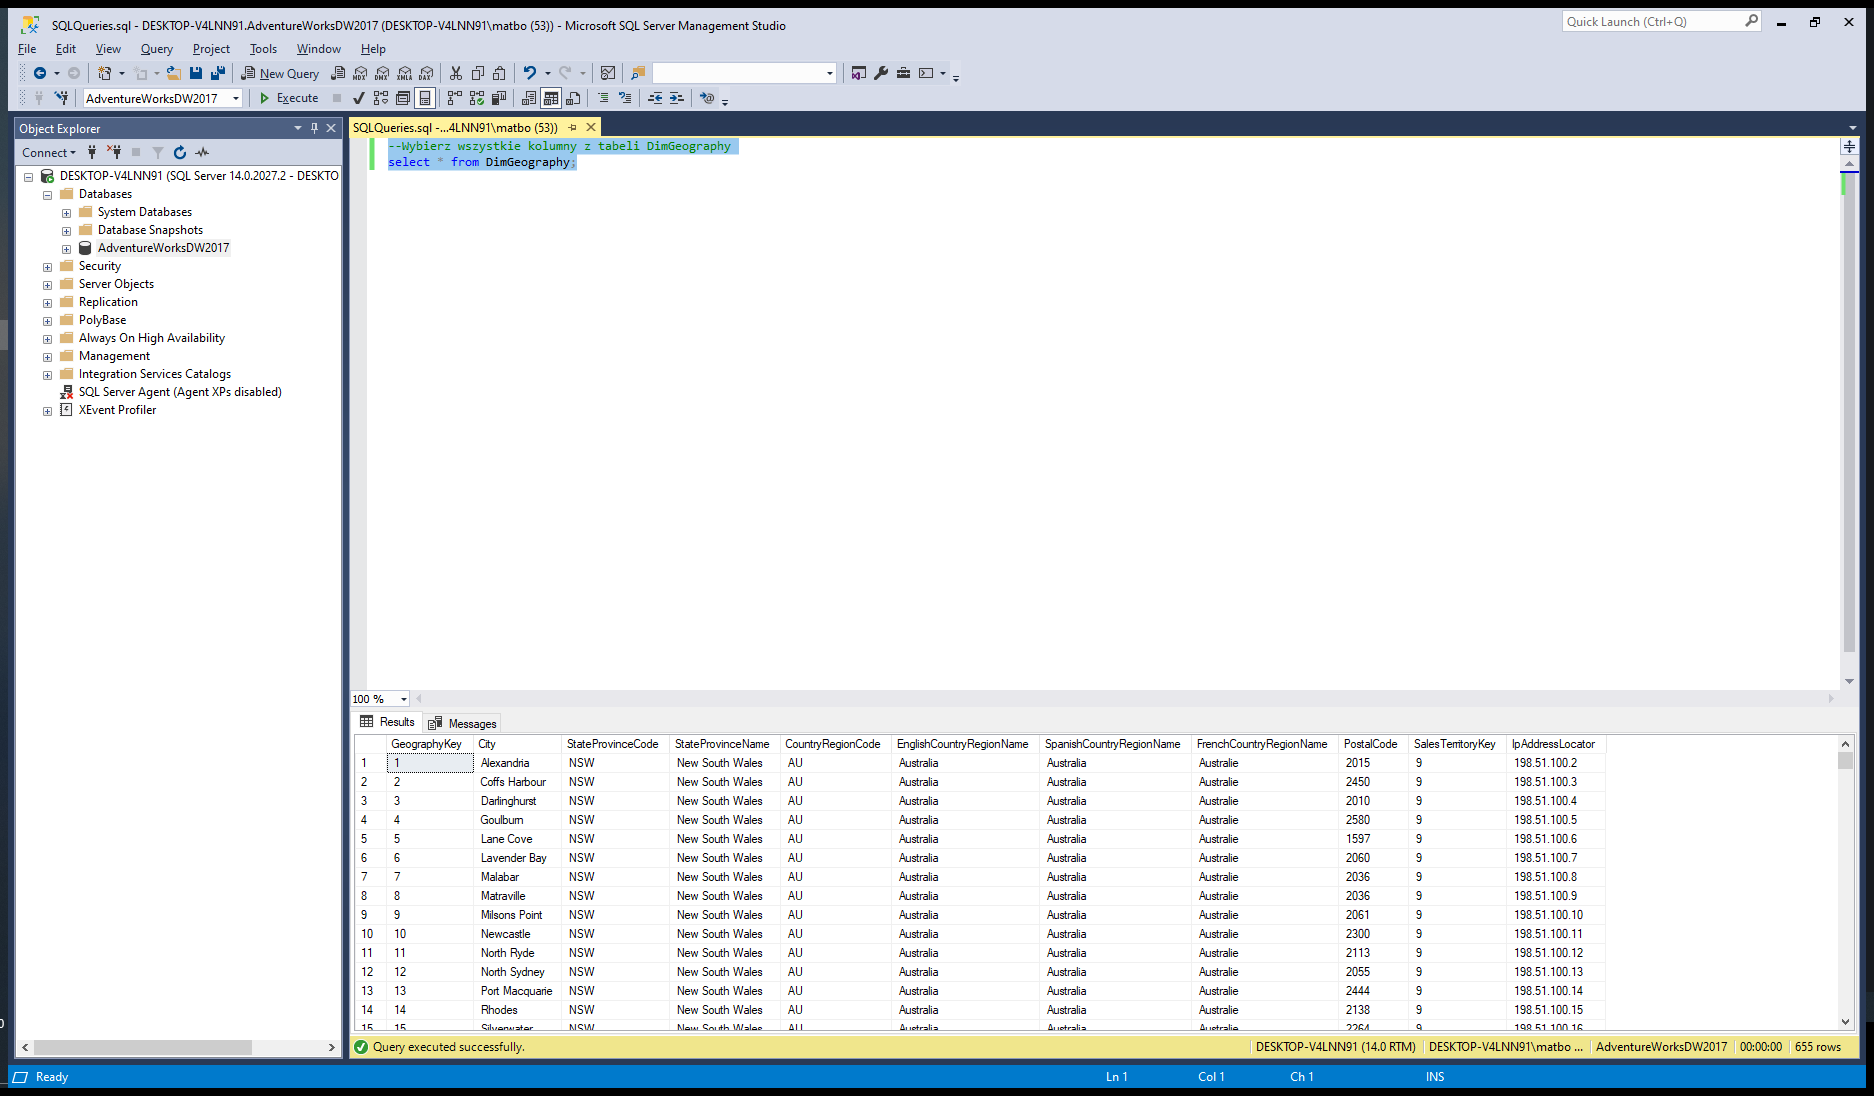 SQLQueries.sql - DESKTOP-V4LNN91.AdventureWorksDW2017 (DESKTOP-V4LNN91\matbo (53)) - Microsoft SQL Server Management Studio
Quick Launch (Ctrl+Q)
File Edit View Query Project Tools Window Help
New Query MDX DMX XMLA DAX
AdventureWorksDW2017 Execute
Object Explorer
Connect
DESKTOP-V4LNN91 (SQL Server 14.0.2027.2 - DESKTO
Databases
System Databases
Database Snapshots
AdventureWorksDW2017
Security
Server Objects
Replication
PolyBase
Always On High Availability
Management
Integration Services Catalogs
SQL Server Agent (Agent XPs disabled)
XEvent Profiler
SQLQueries.sql -...4LNN91\matbo (53))
--Wybierz wszystkie kolumny z tabeli DimGeography
select * from DimGeography;
100 %
Results Messages
GeographyKey City StateProvinceCode StateProvinceName CountryRegionCode EnglishCountryRegionName SpanishCountryRegionName FrenchCountryRegionName PostalCode SalesTerritoryKey IpAddressLocator
1 1 Alexandria NSW New South Wales AU Australia Australia Australie 2015 9 198.51.100.2
2 2 Coffs Harbour NSW New South Wales AU Australia Australia Australie 2450 9 198.51.100.3
3 3 Darlinghurst NSW New South Wales AU Australia Australia Australie 2010 9 198.51.100.4
4 4 Goulburn NSW New South Wales AU Australia Australia Australie 2580 9 198.51.100.5
5 5 Lane Cove NSW New South Wales AU Australia Australia Australie 1597 9 198.51.100.6
6 6 Lavender Bay NSW New South Wales AU Australia Australia Australie 2060 9 198.51.100.7
7 7 Malabar NSW New South Wales AU Australia Australia Australie 2036 9 198.51.100.8
8 8 Matraville NSW New South Wales AU Australia Australia Australie 2036 9 198.51.100.9
9 9 Milsons Point NSW New South Wales AU Australia Australia Australie 2061 9 198.51.100.10
10 10 Newcastle NSW New South Wales AU Australia Australia Australie 2300 9 198.51.100.11
11 11 North Ryde NSW New South Wales AU Australia Australia Australie 2113 9 198.51.100.12
12 12 North Sydney NSW New South Wales AU Australia Australia Australie 2055 9 198.51.100.13
13 13 Port Macquarie NSW New South Wales AU Australia Australia Australie 2444 9 198.51.100.14
14 14 Rhodes NSW New South Wales AU Australia Australia Australie 2138 9 198.51.100.15
15 15 Silverwater NSW New South Wales AU Australia Australia Australie 2264 9 198.51.100.16
Query executed successfully. DESKTOP-V4LNN91 (14.0 RTM) DESKTOP-V4LNN91\matbo ... AdventureWorksDW2017 00:00:00 655 rows
Ready Ln 1 Col 1 Ch 1 INS